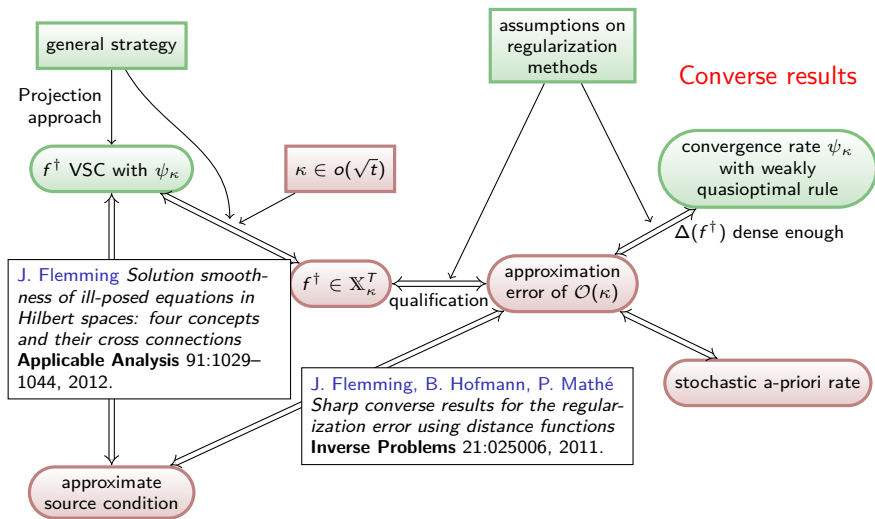 general strategy
assumptions on
regularization
methods
Converse results
Projection
approach
f† VSC with ψκ
κ ∈ o(√t)
convergence rate ψκ
with weakly
quasioptimal rule
Δ(f†) dense enough
J. Flemming Solution smooth-
ness of ill-posed equations in
Hilbert spaces: four concepts
and their cross connections
Applicable Analysis 91:1029–
1044, 2012.
f† ∈ 𝕏κT
qualification
approximation
error of O(κ)
stochastic a-priori rate
J. Flemming, B. Hofmann, P. Mathé
Sharp converse results for the regular-
ization error using distance functions
Inverse Problems 21:025006, 2011.
approximate
source condition